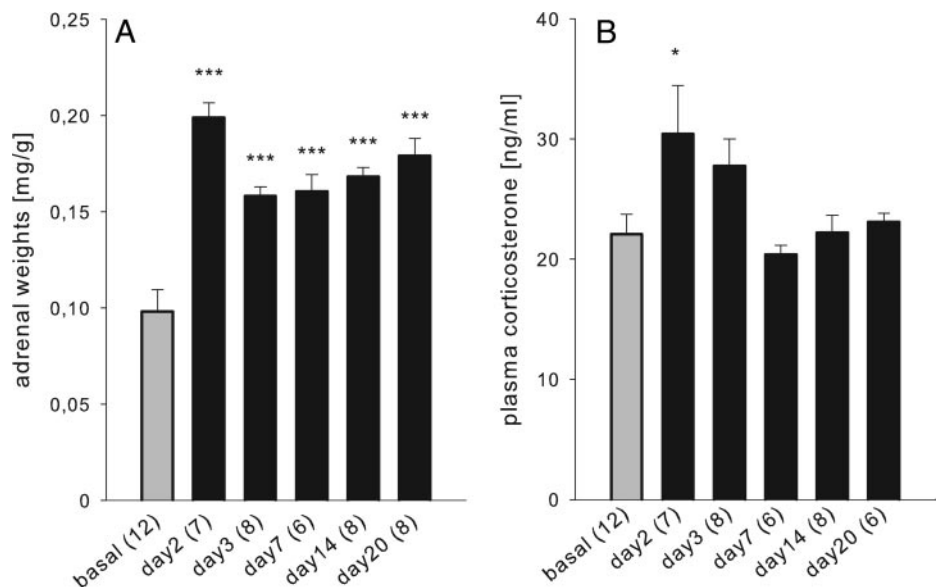 A
adrenal weights [mg/g]
0,25
0,20
0,15
0,10
0,05
0
***
***
***
***
***
basal (12)
day2 (7)
day3 (8)
day7 (6)
day14 (8)
day20 (8)
B
plasma corticosterone [ng/ml]
40
30
20
10
0
*
basal (12)
day2 (7)
day3 (8)
day7 (6)
day14 (8)
day20 (6)